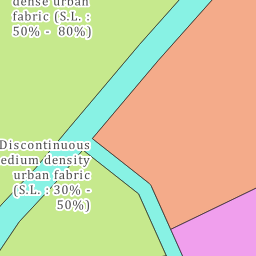 dense urban
fabric (S.L. :
50% - 80%)
Discontinuous
edium density
urban fabric
(S.L. : 30% -
50%)